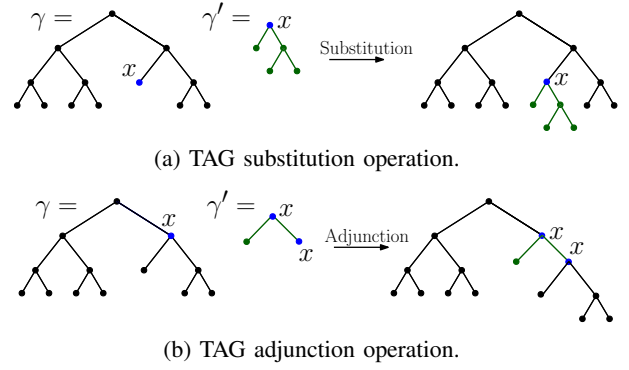 γ = γ′ = x Substitution
x x
(a) TAG substitution operation.
γ = x γ′ = x Adjunction x
x x
(b) TAG adjunction operation.